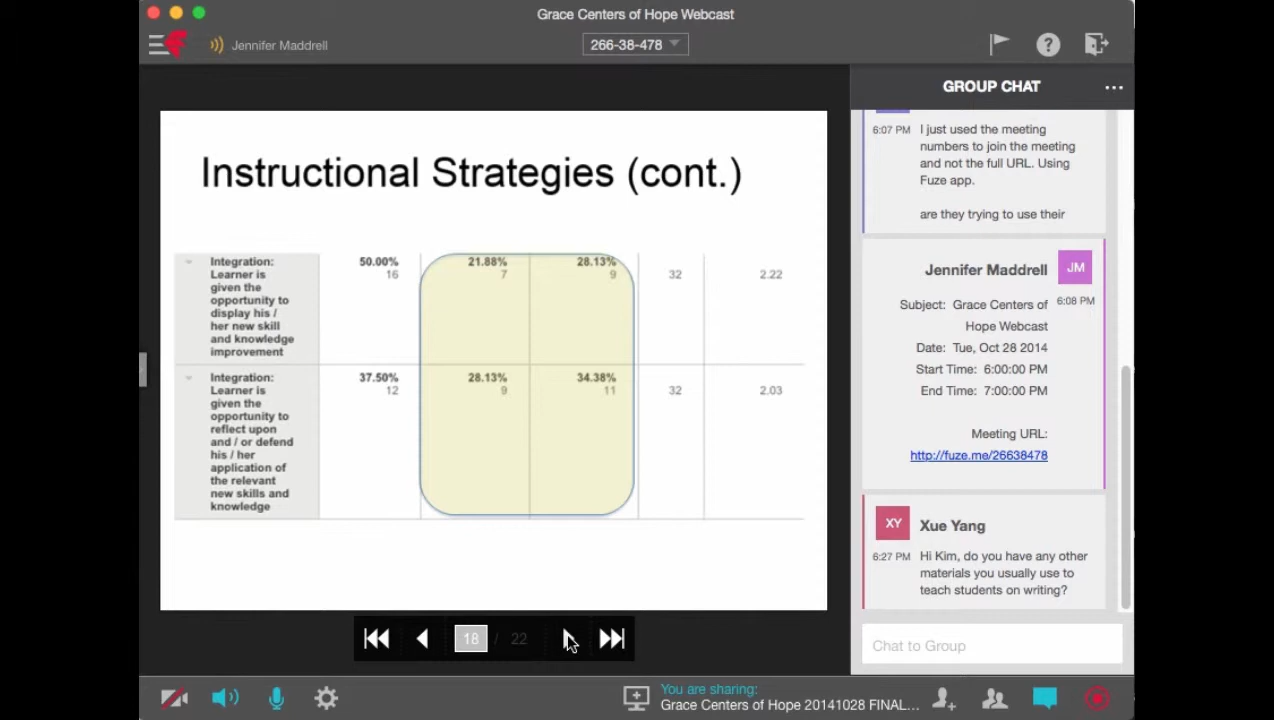 Grace Centers of Hope Webcast
Jennifer Maddrell
266-38-478
?
GROUP CHAT
...
Instructional Strategies (cont.)
Integration:
Learner is
given the
opportunity to
display his /
her new skill
and knowledge
improvement
50.00%
16
21.88%
7
28.13%
9
32
2.22
Integration:
Learner is
given the
opportunity to
reflect upon
and / or defend
his / her
application of
the relevant
new skills and
knowledge
37.50%
12
28.13%
9
34.38%
11
32
2.03
18 / 22
6:07 PM
I just used the meeting
numbers to join the meeting
and not the full URL. Using
Fuze app.
are they trying to use their
Jennifer Maddrell
JM
6:08 PM
Subject: Grace Centers of
Hope Webcast
Date: Tue, Oct 28 2014
Start Time: 6:00:00 PM
End Time: 7:00:00 PM
Meeting URL:
http://fuze.me/26638478
XY
Xue Yang
6:27 PM
Hi Kim, do you have any other
materials you usually use to
teach students on writing?
Chat to Group
You are sharing:
Grace Centers of Hope 20141028 FINAL...